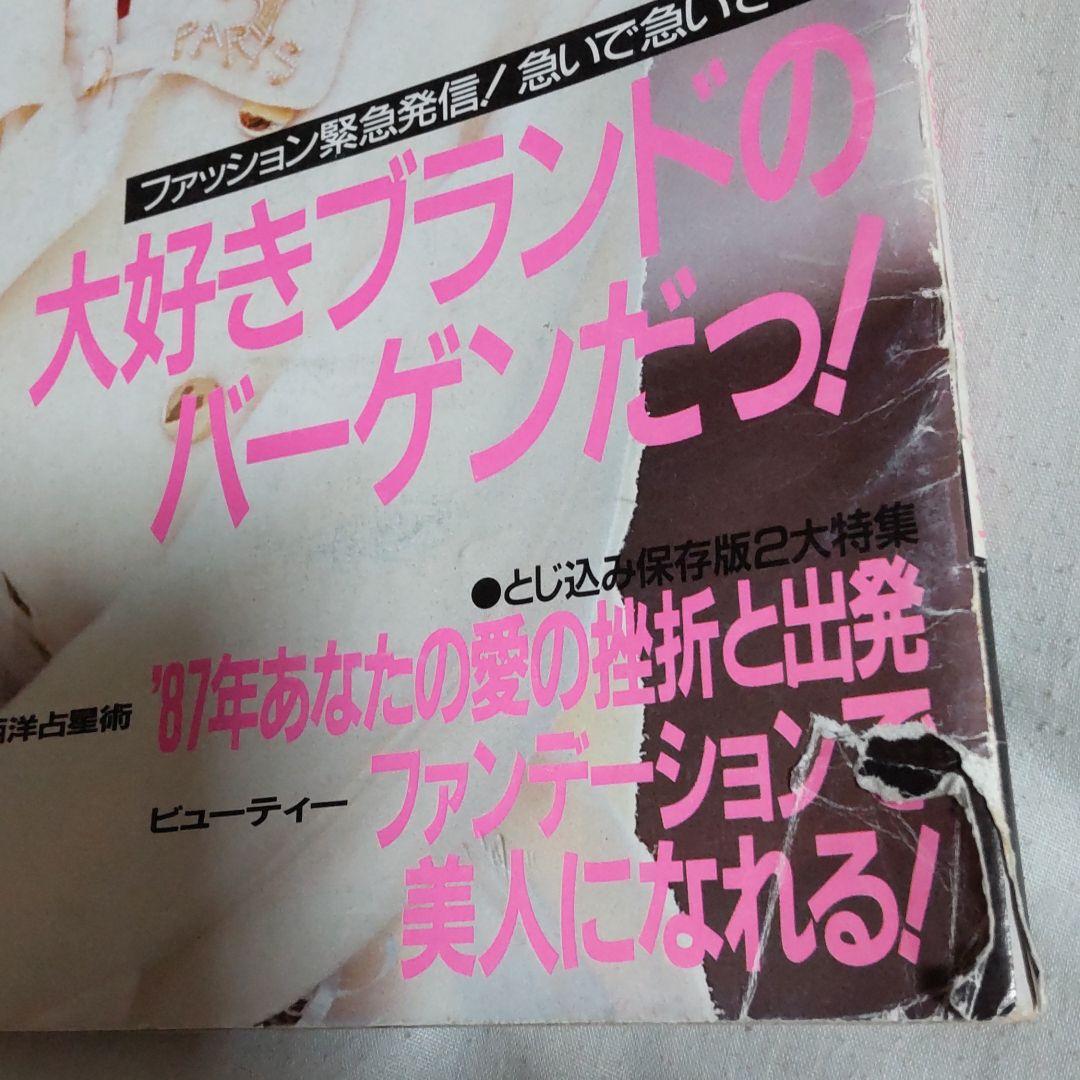 PARYS
ファッション緊急発信!急いで急いで
大好きブランドの
バーゲンだっ!
●とじ込み保存版2大特集
西洋占星術 '87年あなたの愛の挫折と出発
ビューティー ファンデーションで
美人になれる!